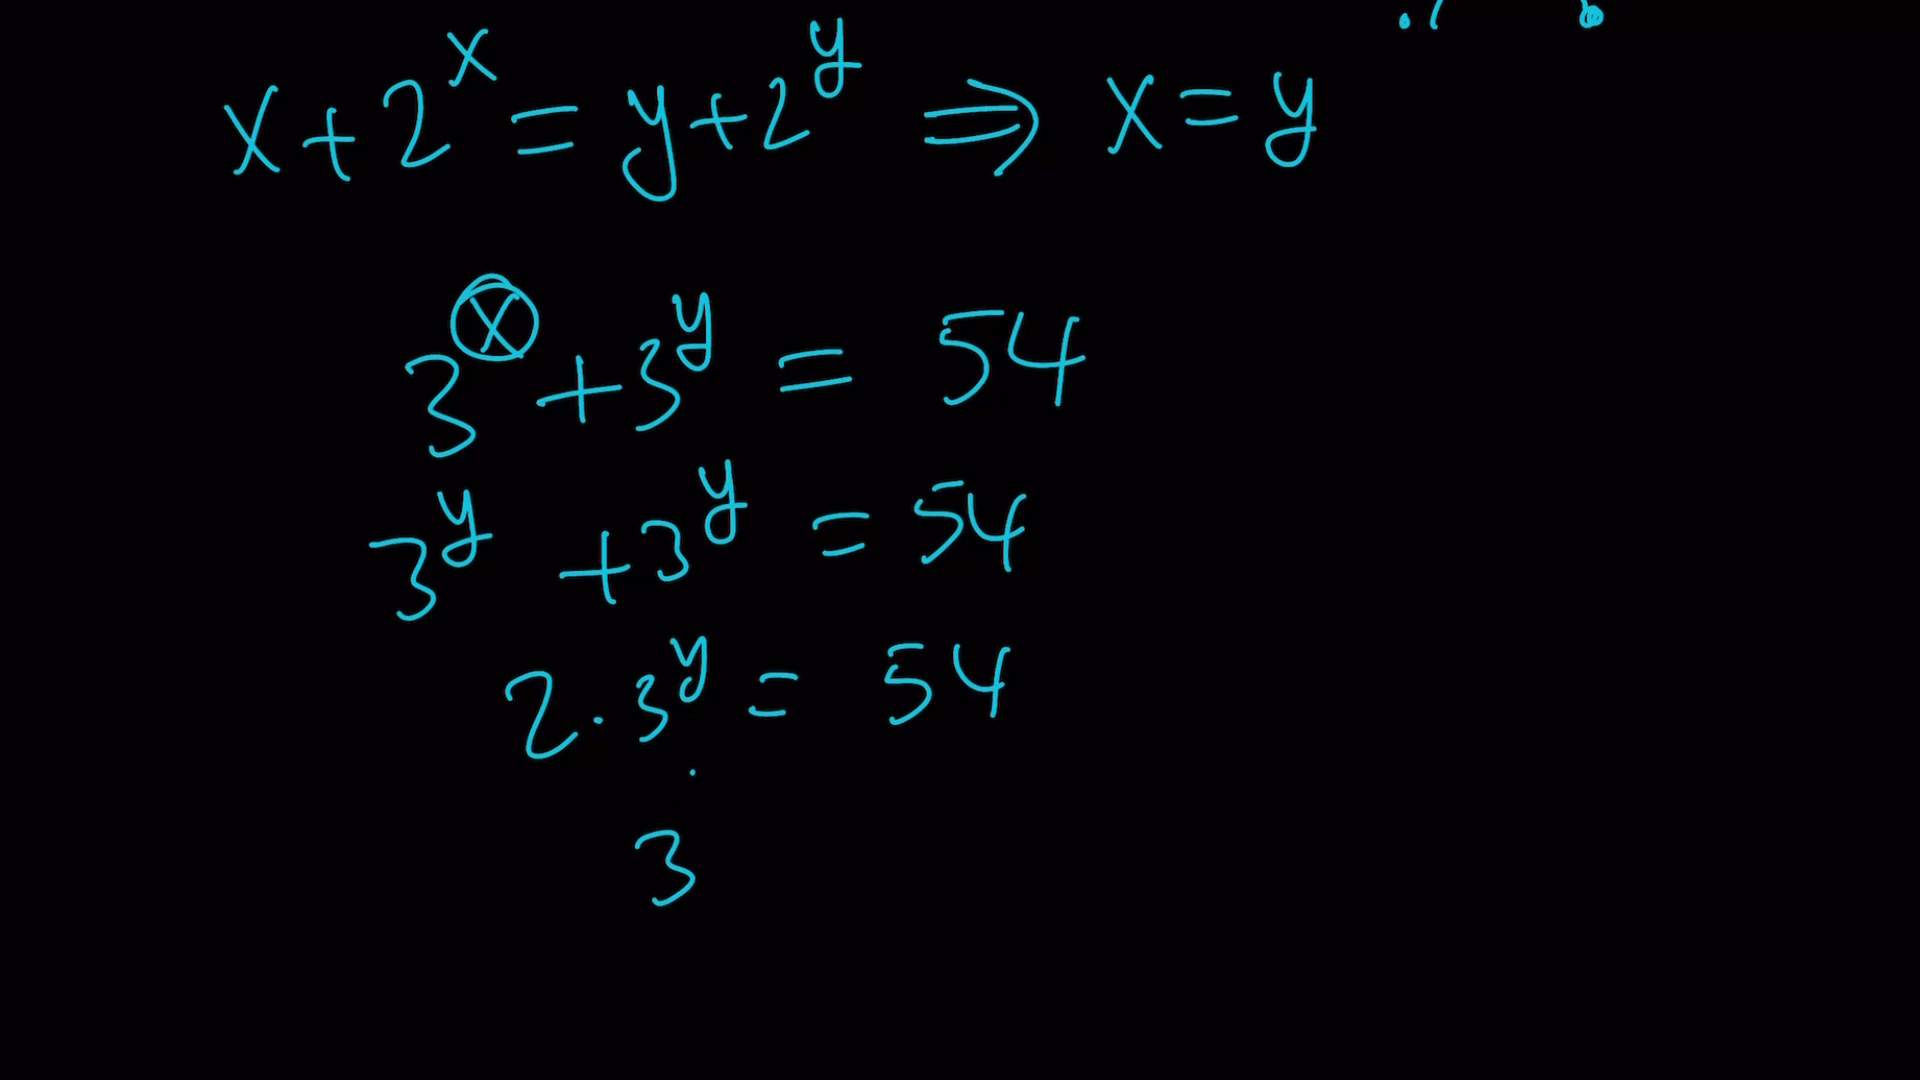 x + 2^x = y + 2^y ⇒ x = y
3^x + 3^y = 54
3^y + 3^y = 54
2 · 3^y = 54
3